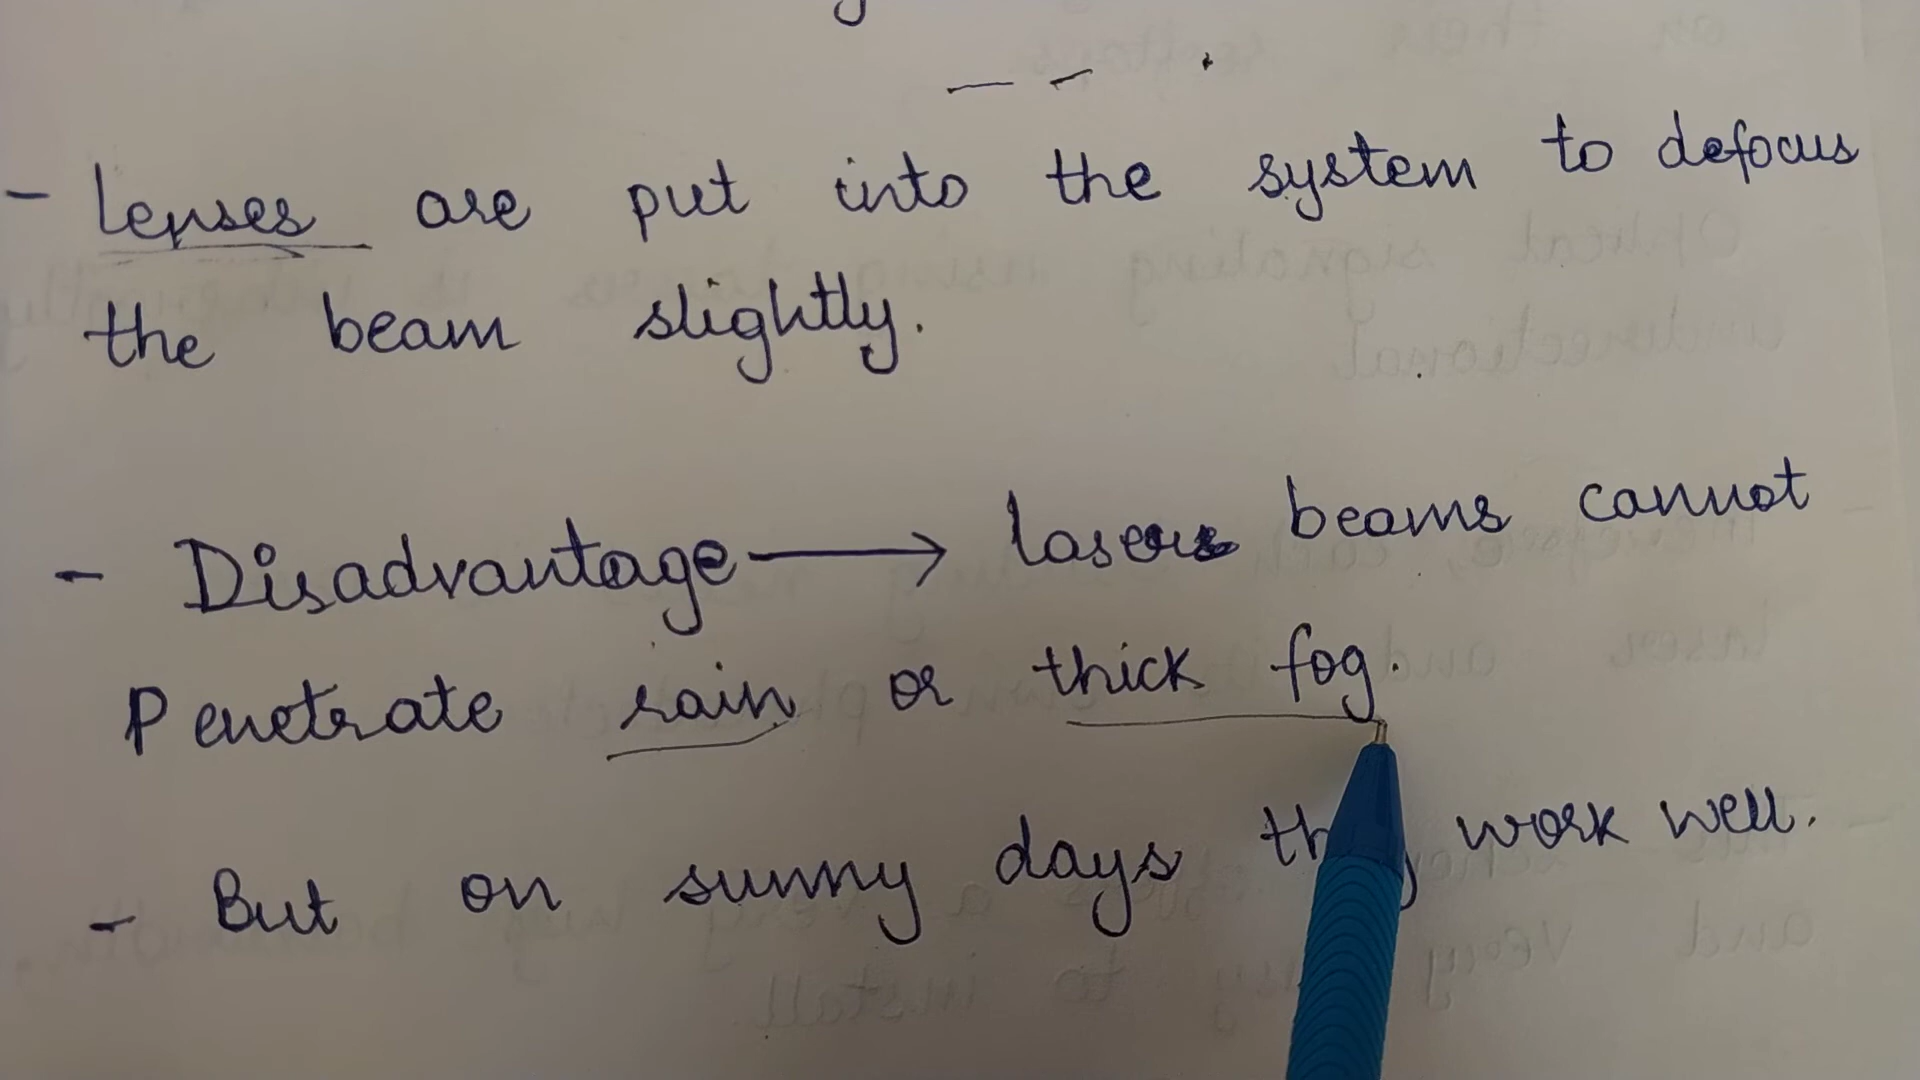 - Lenses are put into the system to defocus
the beam slightly.
- Disadvantage → lasers beams cannot
Penetrate rain or thick fog.
- But on sunny days they work well.